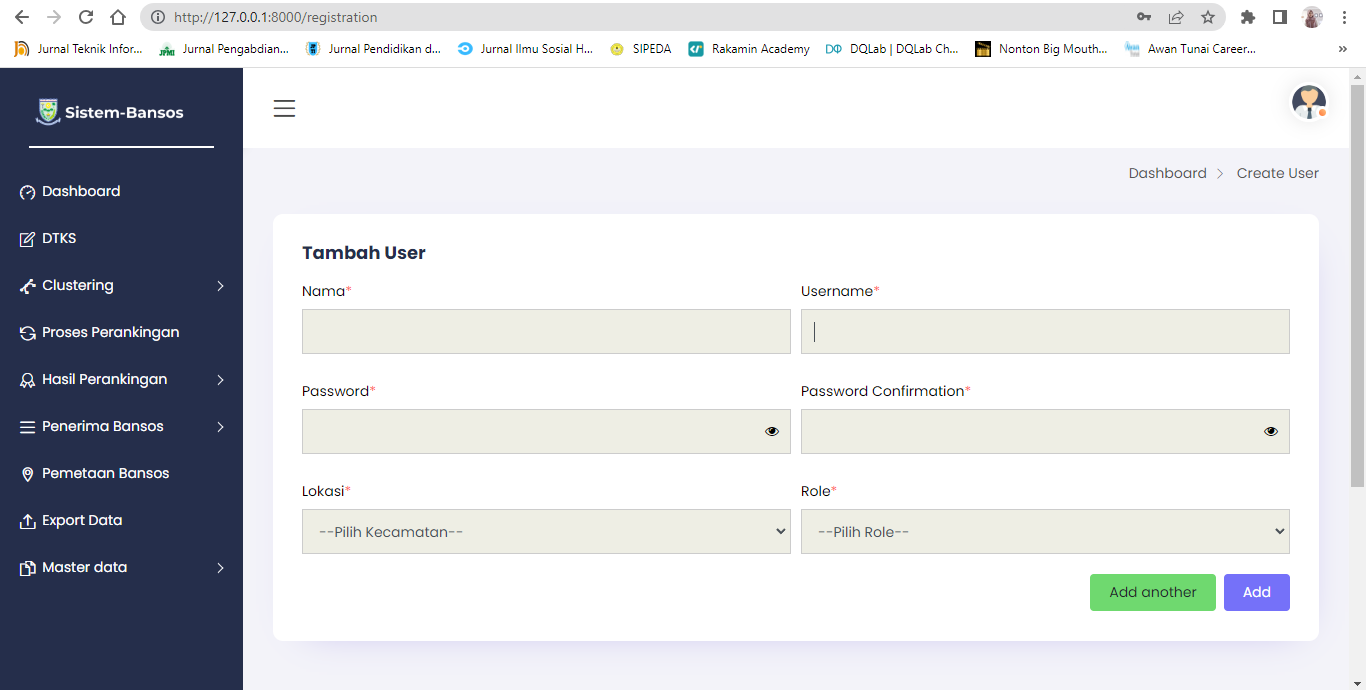 http://127.0.0.1:8000/registration
Jurnal Teknik Infor... Jurnal Pengabdian... Jurnal Pendidikan d... Jurnal Ilmu Sosial H... SIPEDA Rakamin Academy DQLab | DQLab Ch... Nonton Big Mouth... Awan Tunai Career... »
Sistem-Bansos
Dashboard
DTKS
Clustering
Proses Perankingan
Hasil Perankingan
Penerima Bansos
Pemetaan Bansos
Export Data
Master data
Dashboard > Create User
Tambah User
Nama* Username*
Password* Password Confirmation*
Lokasi* Role*
--Pilih Kecamatan-- --Pilih Role--
Add another Add